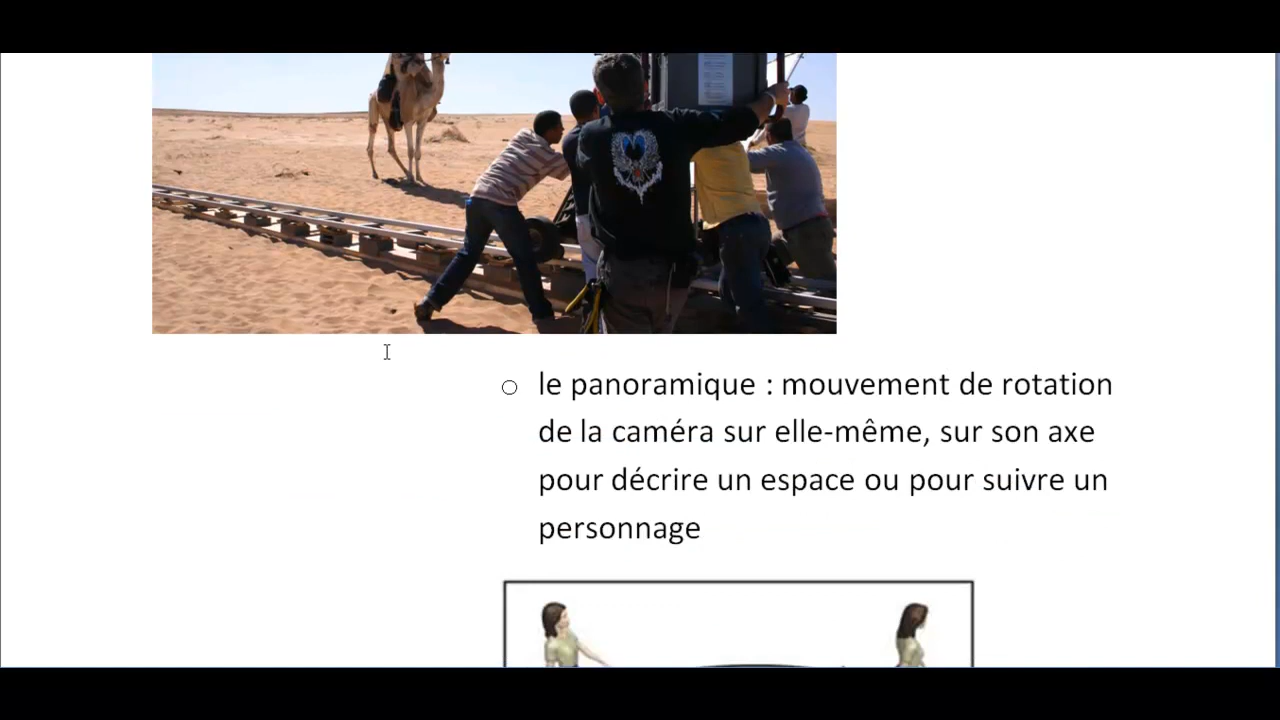 le panoramique : mouvement de rotation
de la caméra sur elle-même, sur son axe
pour décrire un espace ou pour suivre un
personnage